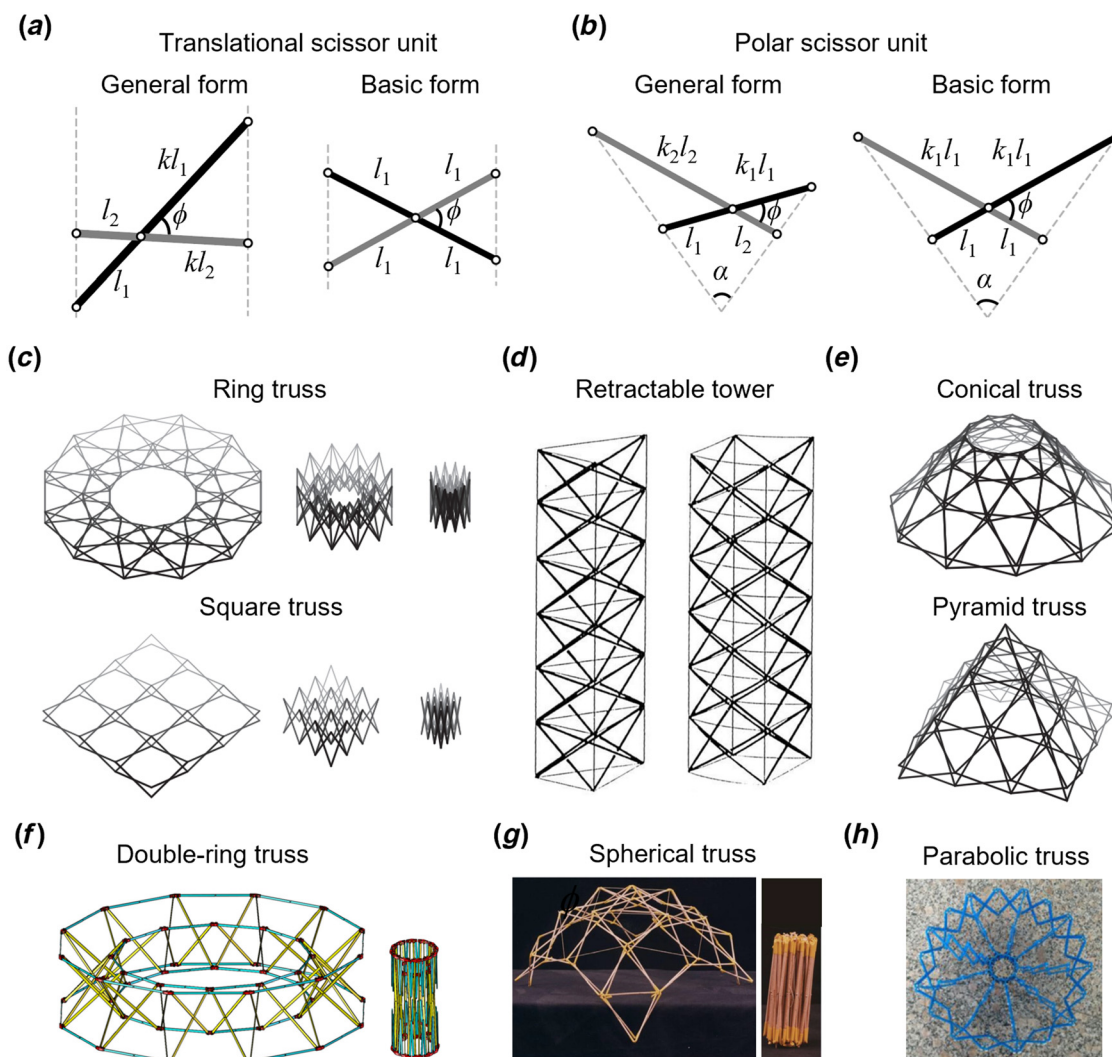 (a)
Translational scissor unit
General form
Basic form
kl₁
l₂
ϕ
kl₂
l₁
l₁
l₁
ϕ
l₁
l₁
(b)
Polar scissor unit
General form
Basic form
k₂l₂
k₁l₁
ϕ
l₁
l₂
α
k₁l₁
k₁l₁
ϕ
l₁
l₁
α
(c)
Ring truss
Square truss
(d)
Retractable tower
(e)
Conical truss
Pyramid truss
(f)
Double-ring truss
(g)
Spherical truss
ϕ
(h)
Parabolic truss